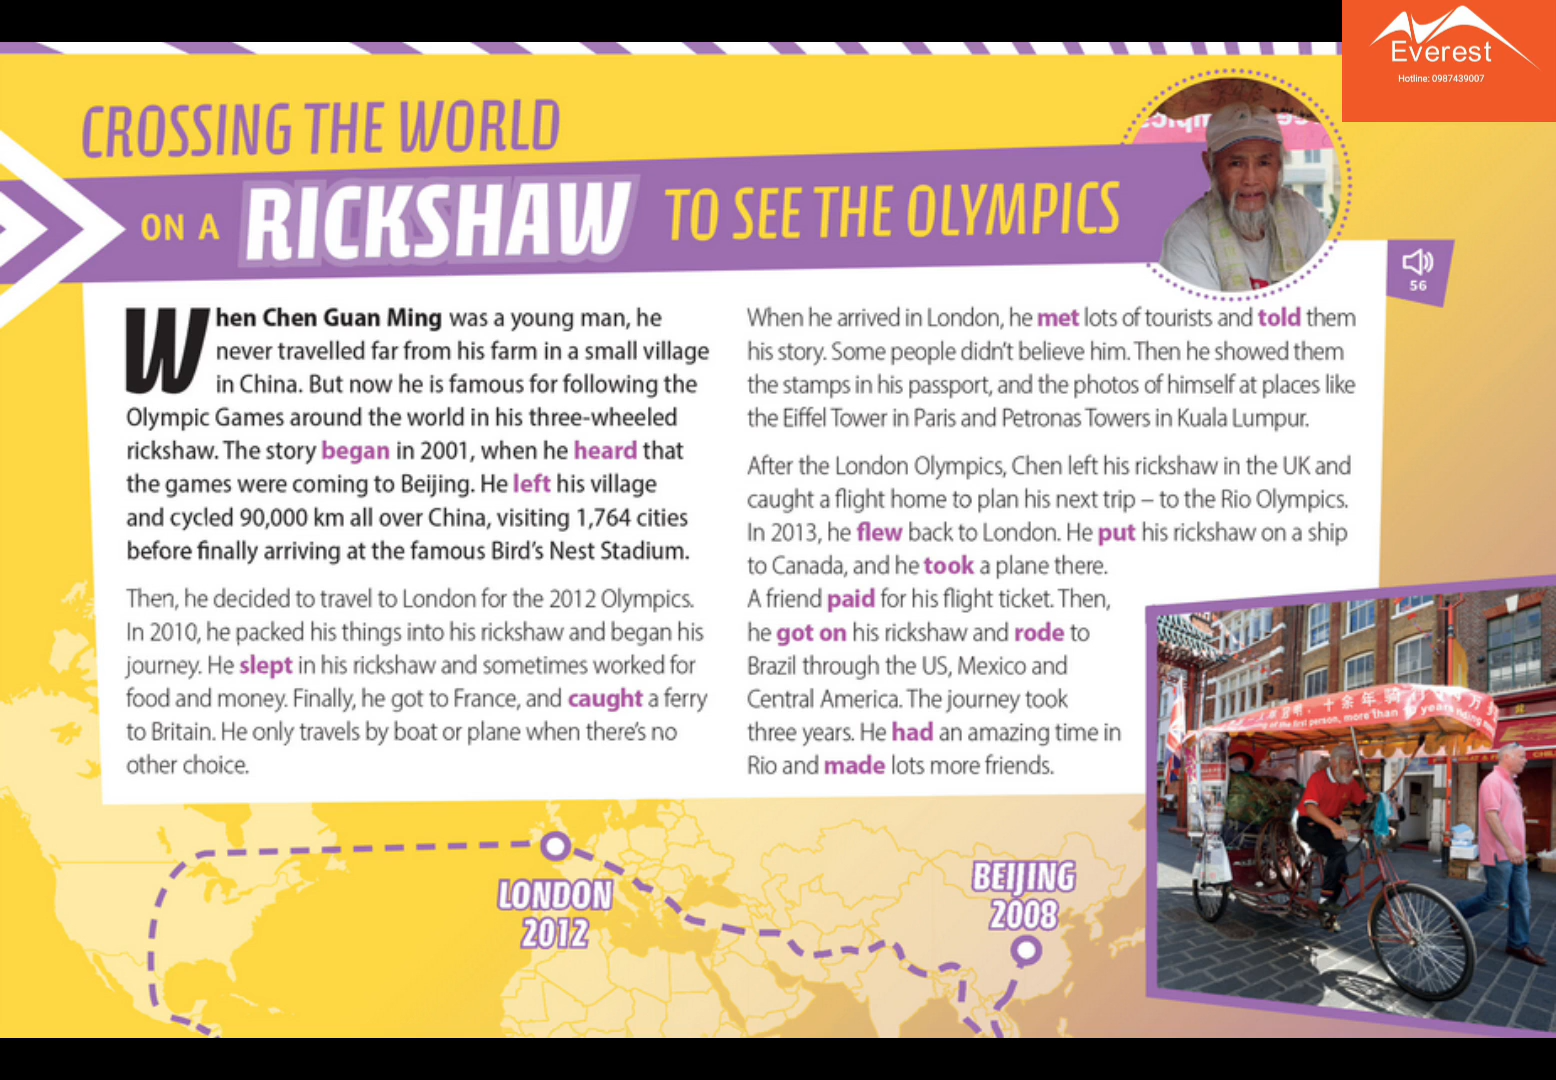 Everest
Hotline: 0987439007
CROSSING THE WORLD
ON A RICKSHAW TO SEE THE OLYMPICS
56
When Chen Guan Ming was a young man, he
never travelled far from his farm in a small village
in China. But now he is famous for following the
Olympic Games around the world in his three-wheeled
rickshaw. The story began in 2001, when he heard that
the games were coming to Beijing. He left his village
and cycled 90,000 km all over China, visiting 1,764 cities
before finally arriving at the famous Bird's Nest Stadium.
Then, he decided to travel to London for the 2012 Olympics.
In 2010, he packed his things into his rickshaw and began his
journey. He slept in his rickshaw and sometimes worked for
food and money. Finally, he got to France, and caught a ferry
to Britain. He only travels by boat or plane when there's no
other choice.
When he arrived in London, he met lots of tourists and told them
his story. Some people didn't believe him. Then he showed them
the stamps in his passport, and the photos of himself at places like
the Eiffel Tower in Paris and Petronas Towers in Kuala Lumpur.
After the London Olympics, Chen left his rickshaw in the UK and
caught a flight home to plan his next trip – to the Rio Olympics.
In 2013, he flew back to London. He put his rickshaw on a ship
to Canada, and he took a plane there.
A friend paid for his flight ticket. Then,
he got on his rickshaw and rode to
Brazil through the US, Mexico and
Central America. The journey took
three years. He had an amazing time in
Rio and made lots more friends.
LONDON
2012
BEIJING
2008
十余年骑
of the first person, more than years riding